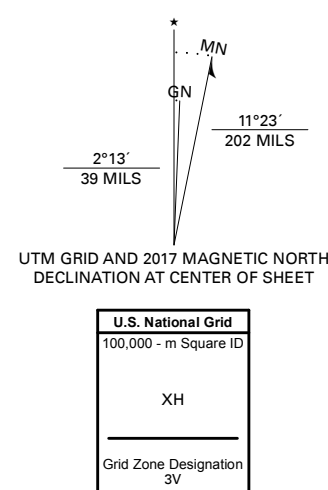 ★
MN
GN
11°23´
202 MILS
2°13´
39 MILS
UTM GRID AND 2017 MAGNETIC NORTH
DECLINATION AT CENTER OF SHEET
U.S. National Grid
100,000 - m Square ID
XH
Grid Zone Designation
3V